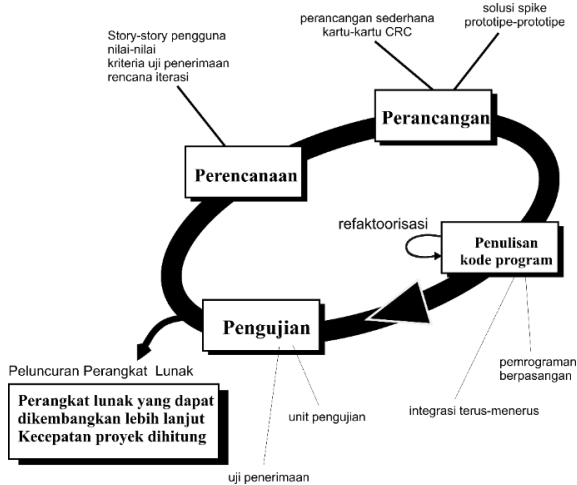 Story-story pengguna
nilai-nilai
kriteria uji penerimaan
rencana iterasi
perancangan sederhana
kartu-kartu CRC
solusi spike
prototipe-prototipe
Perancangan
Perencanaan
refaktoorisasi
Penulisan
kode program
Pengujian
Peluncuran Perangkat Lunak
Perangkat lunak yang dapat
dikembangkan lebih lanjut
Kecepatan proyek dihitung
pemrograman
berpasangan
integrasi terus-menerus
unit pengujian
uji penerimaan